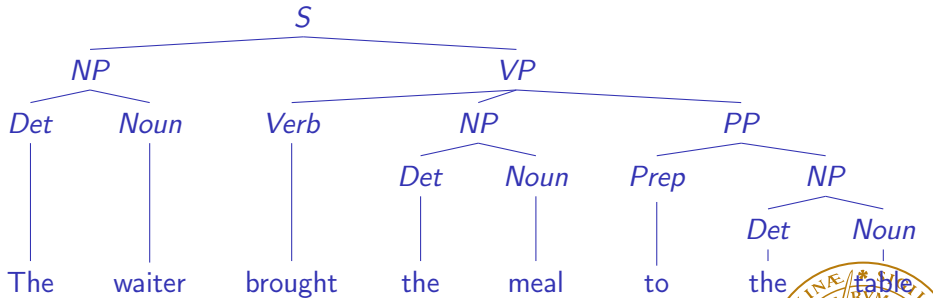 S
NP VP
Det Noun Verb NP PP
Det Noun Prep NP
Det Noun
The waiter brought the meal to the table